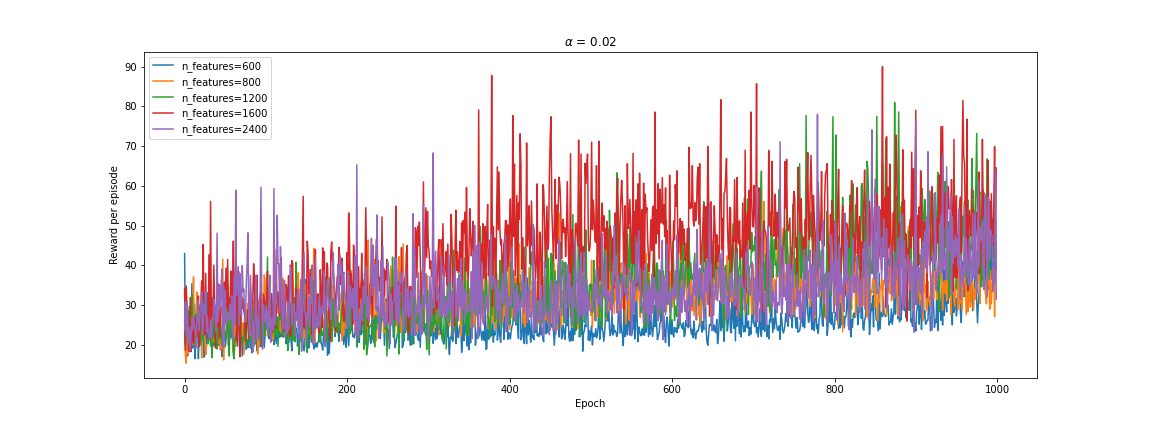 α = 0.02
n_features=600
n_features=800
n_features=1200
n_features=1600
n_features=2400
90
80
70
60
50
40
30
20
Reward per episode
0
200
400
600
800
1000
Epoch